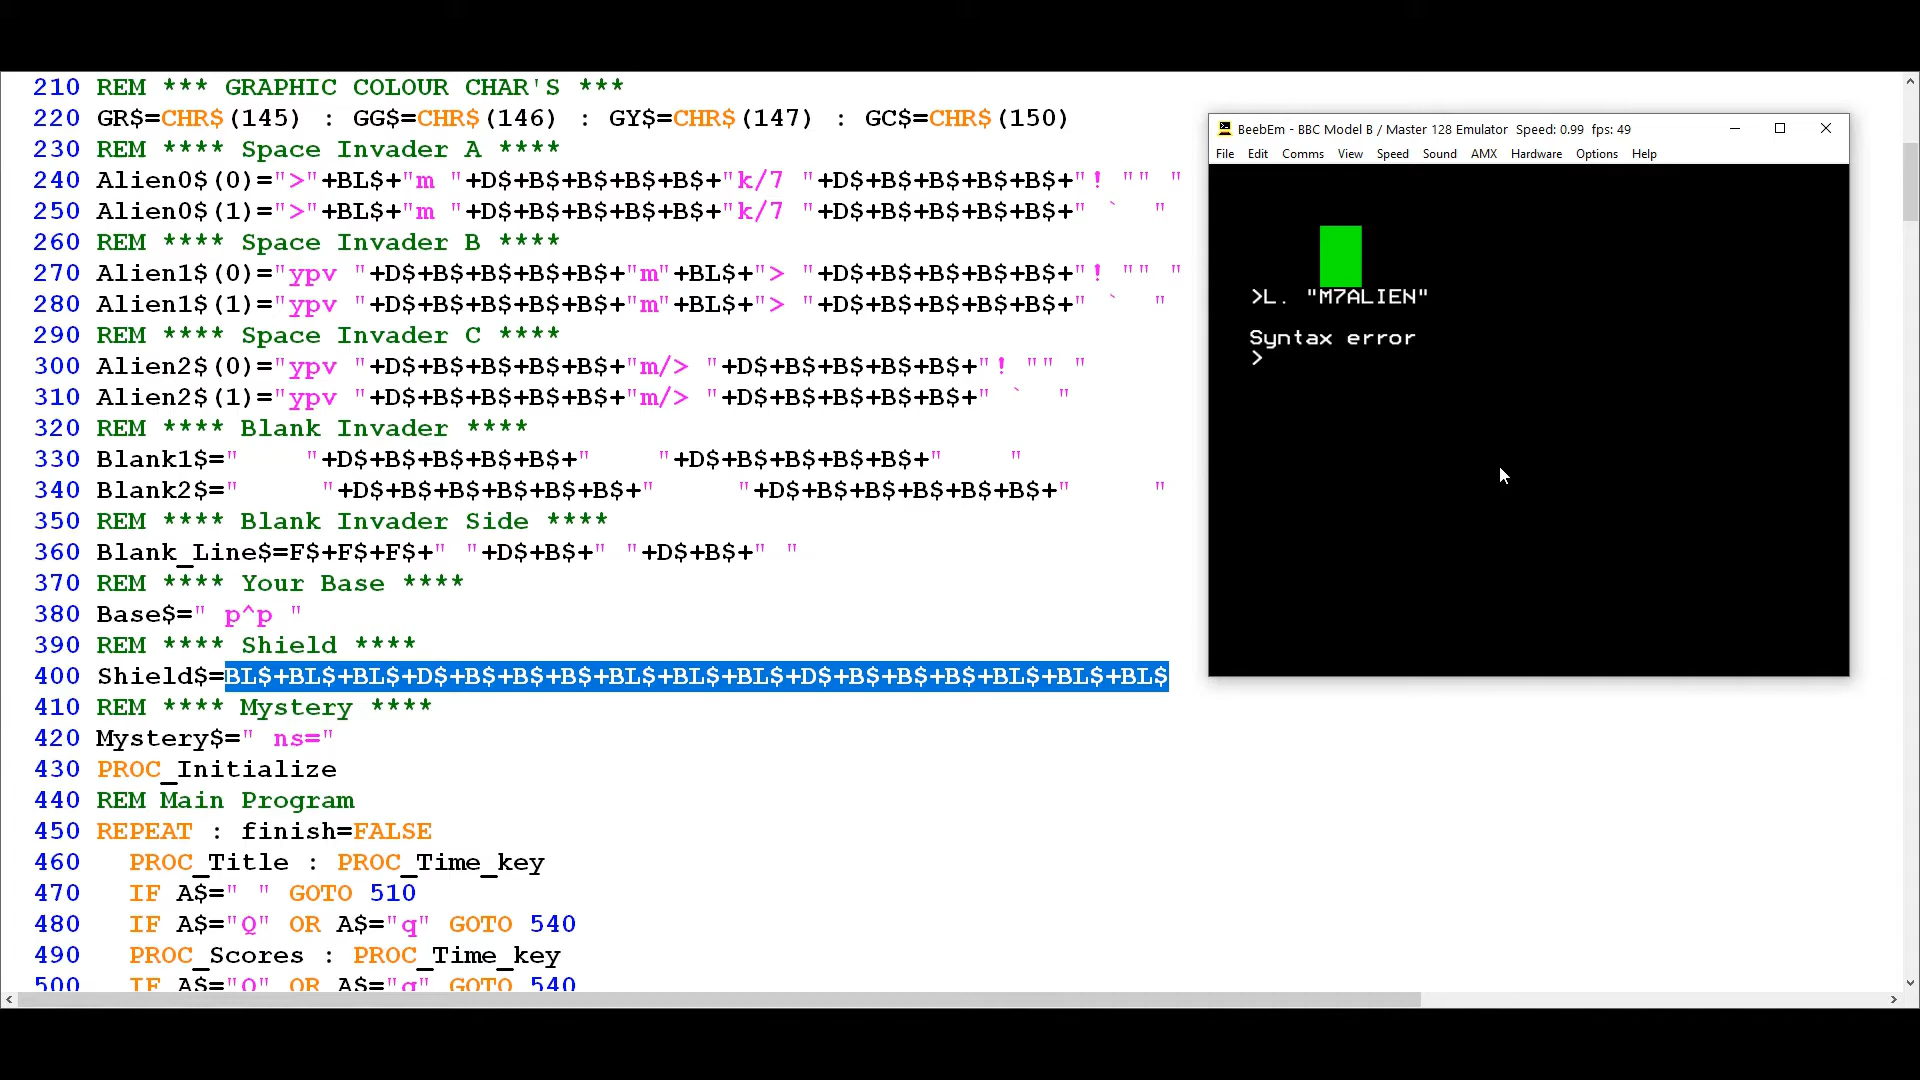 210 REM *** GRAPHIC COLOUR CHAR'S ***
220 GR$=CHR$(145) : GG$=CHR$(146) : GY$=CHR$(147) : GC$=CHR$(150)
230 REM **** Space Invader A ****
240 Alien0$(0)=">"+BL$+"m "+D$+B$+B$+B$+B$+"k/7 "+D$+B$+B$+B$+B$+"! "" "
250 Alien0$(1)=">"+BL$+"m "+D$+B$+B$+B$+B$+"k/7 "+D$+B$+B$+B$+B$+" `  "
260 REM **** Space Invader B ****
270 Alien1$(0)="ypv "+D$+B$+B$+B$+B$+"m"+BL$+"> "+D$+B$+B$+B$+B$+"! "" "
280 Alien1$(1)="ypv "+D$+B$+B$+B$+B$+"m"+BL$+"> "+D$+B$+B$+B$+B$+" `  "
290 REM **** Space Invader C ****
300 Alien2$(0)="ypv "+D$+B$+B$+B$+B$+"m/> "+D$+B$+B$+B$+B$+"! "" "
310 Alien2$(1)="ypv "+D$+B$+B$+B$+B$+"m/> "+D$+B$+B$+B$+B$+" `  "
320 REM **** Blank Invader ****
330 Blank1$="    "+D$+B$+B$+B$+B$+"    "+D$+B$+B$+B$+B$+"    "
340 Blank2$="     "+D$+B$+B$+B$+B$+B$+"     "+D$+B$+B$+B$+B$+B$+"     "
350 REM **** Blank Invader Side ****
360 Blank_Line$=F$+F$+F$+" "+D$+B$+" "+D$+B$+" "
370 REM **** Your Base ****
380 Base$=" p^p "
390 REM **** Shield ****
400 Shield$=BL$+BL$+BL$+D$+B$+B$+B$+BL$+BL$+BL$+D$+B$+B$+B$+BL$+BL$+BL$
410 REM **** Mystery ****
420 Mystery$=" ns="
430 PROC_Initialize
440 REM Main Program
450 REPEAT : finish=FALSE
460   PROC_Title : PROC_Time_key
470   IF A$=" " GOTO 510
480   IF A$="Q" OR A$="q" GOTO 540
490   PROC_Scores : PROC_Time_key
500   IF A$="Q" OR A$="q" GOTO 540
BeebEm - BBC Model B / Master 128 Emulator  Speed: 0.99  fps: 49
File Edit Comms View Speed Sound AMX Hardware Options Help
>L. "M7ALIEN"
Syntax error
>